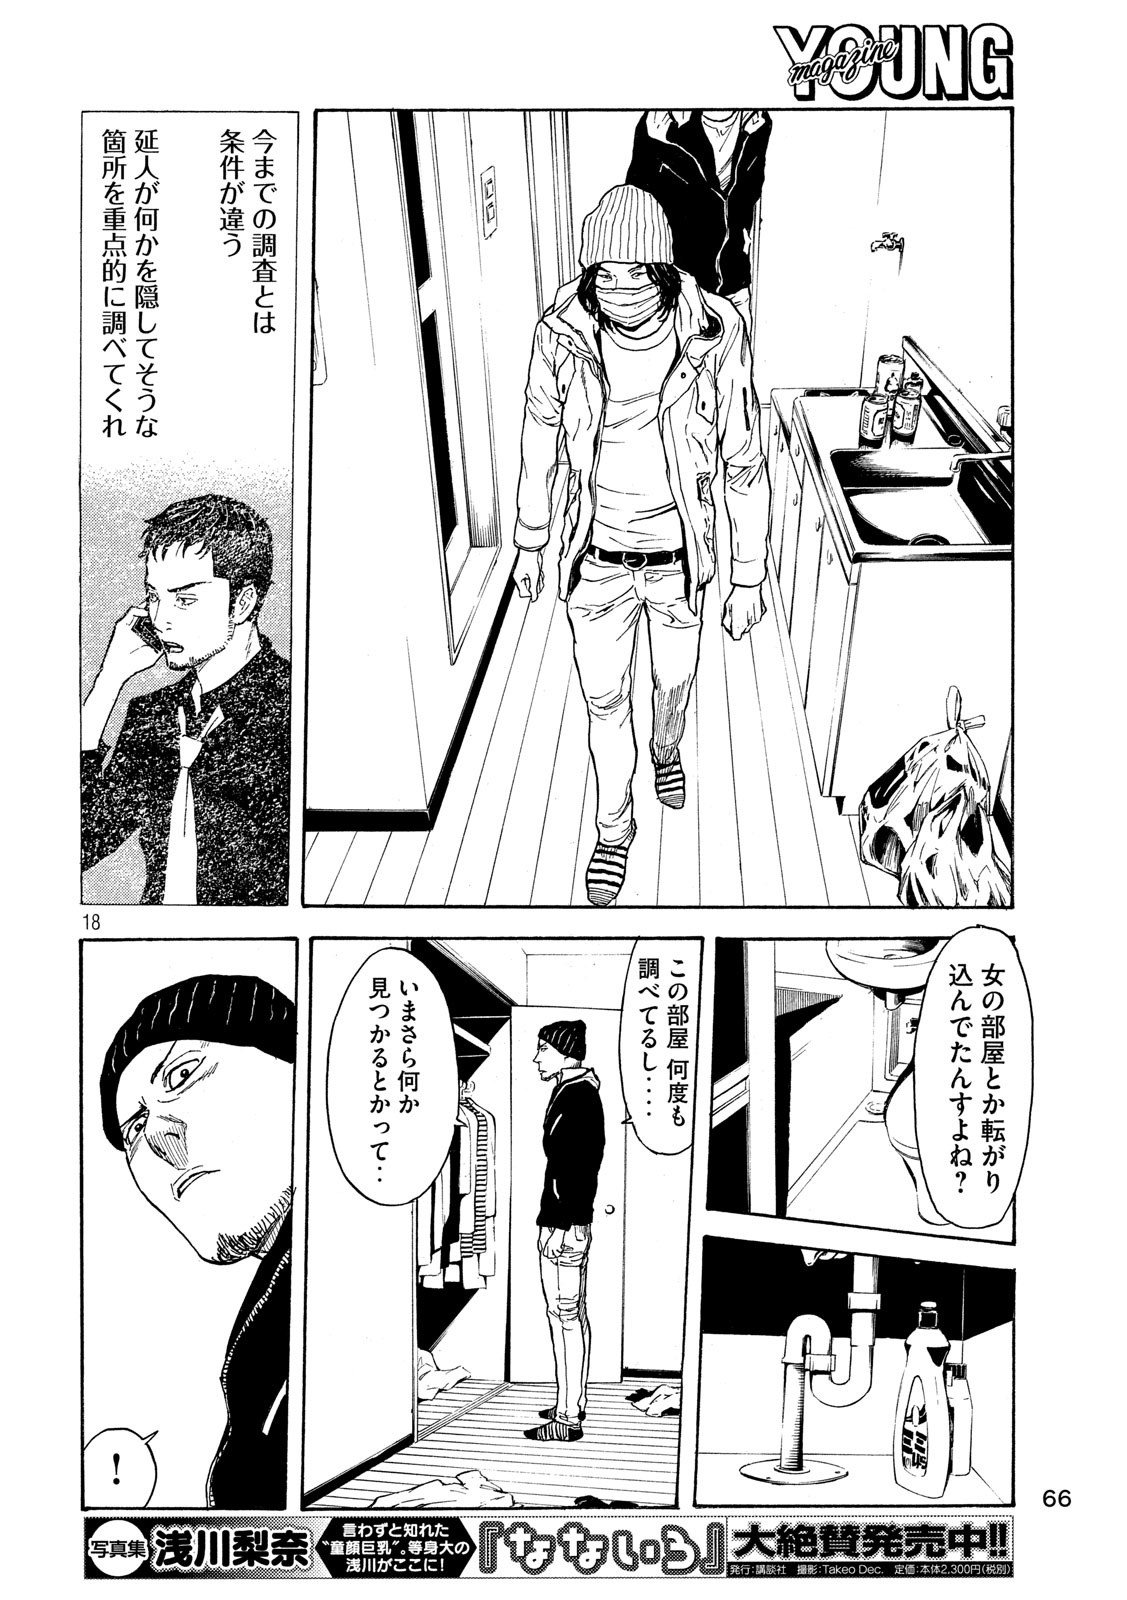 YOUNG
magazine
今までの調査とは
条件が違う
延人が何かを隠してそうな
箇所を重点的に調べてくれ
18
女の部屋とか転がり
込んでたんすよね?
この部屋 何度も
調べてるし‥‥
いまさら何か
見つかるとかって‥
!
66
写真集
浅川梨奈
言わずと知れた
“童顔巨乳”。等身大の
浅川がここに!
『なないろ』
大絶賛発売中!!
発行:講談社 撮影:Takeo Dec. 定価:本体2,300円(税別)